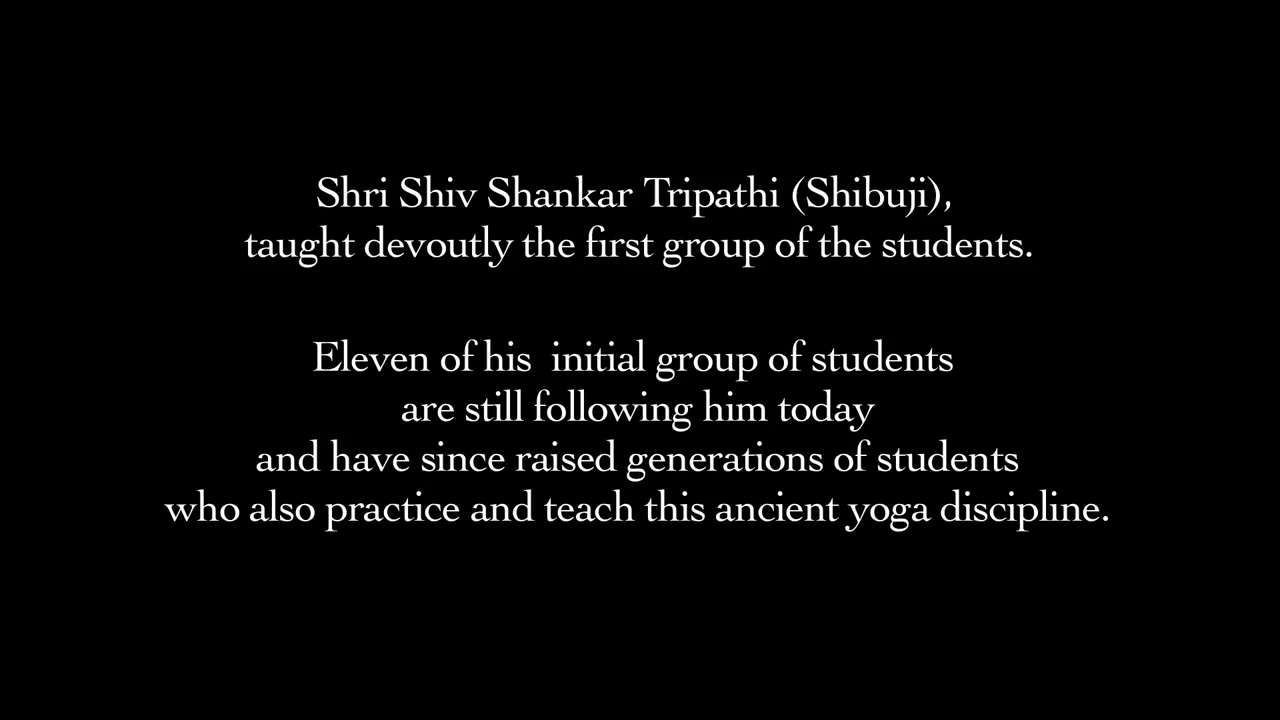 Shri Shiv Shankar Tripathi (Shibuji),
taught devoutly the first group of the students.
Eleven of his  initial group of students
are still following him today
and have since raised generations of students
who also practice and teach this ancient yoga discipline.